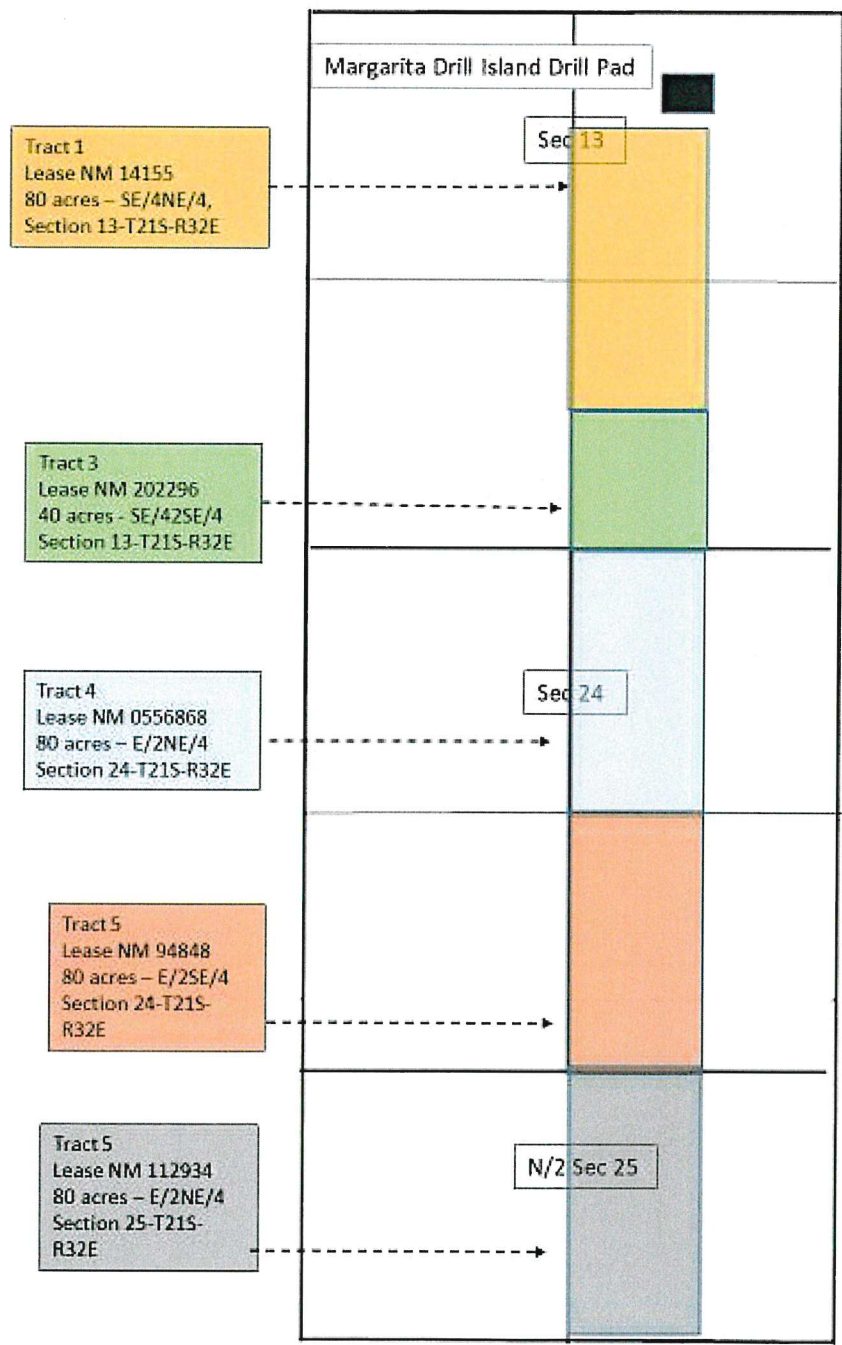 Margarita Drill Island Drill Pad
Sec 13
Tract 1
Lease NM 14155
80 acres – SE/4NE/4,
Section 13-T21S-R32E
Tract 3
Lease NM 202296
40 acres - SE/42SE/4
Section 13-T21S-R32E
Tract 4
Lease NM 0556868
80 acres – E/2NE/4
Section 24-T21S-R32E
Sec 24
Tract 5
Lease NM 94848
80 acres – E/2SE/4
Section 24-T21S-
R32E
Tract 5
Lease NM 112934
80 acres – E/2NE/4
Section 25-T21S-
R32E
N/2 Sec 25